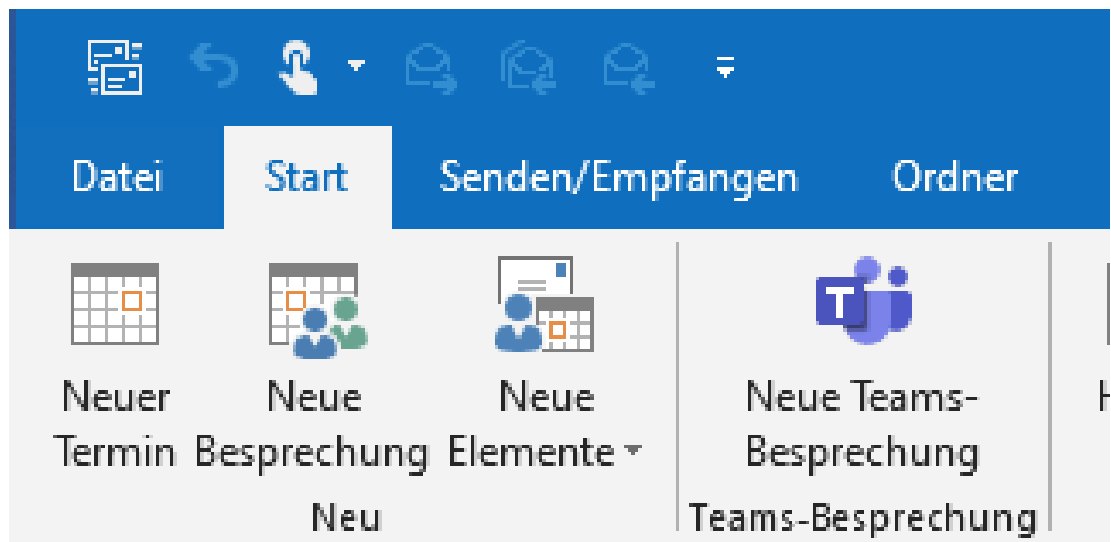 Datei Start Senden/Empfangen Ordner
Neuer Neue Neue Neue Teams-
Termin Besprechung Elemente Besprechung
Neu Teams-Besprechung